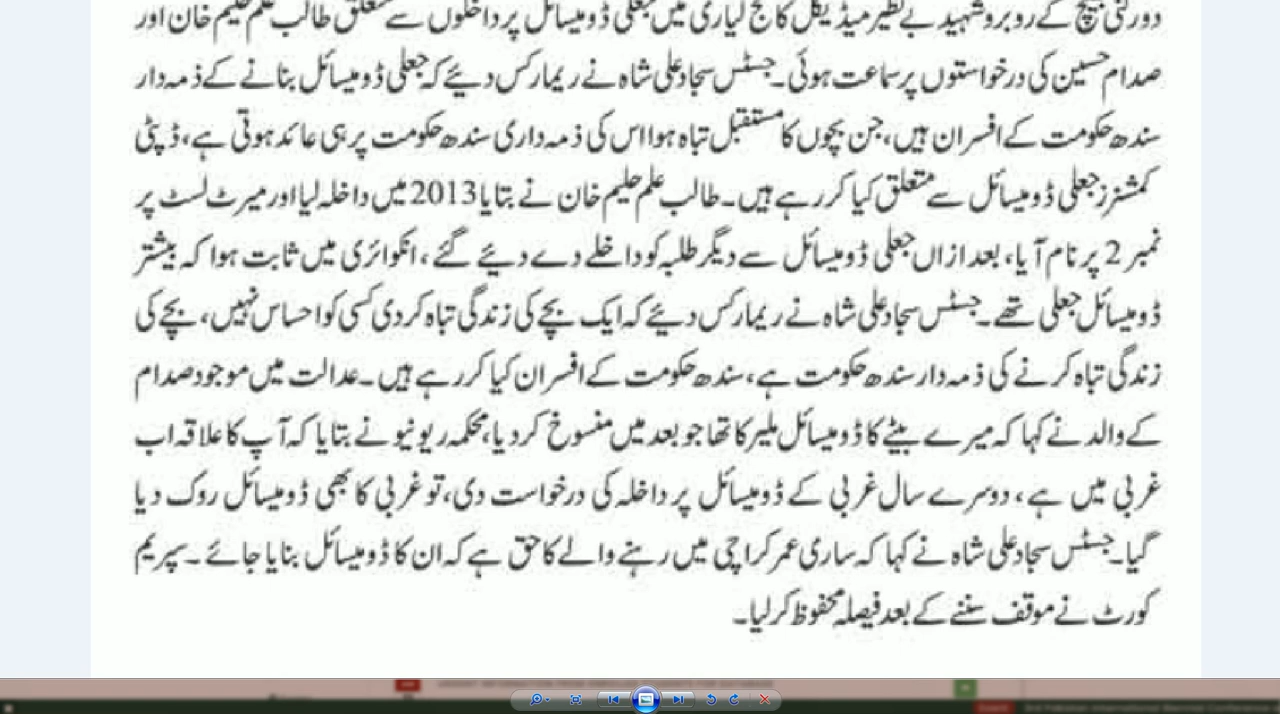 دو رکنی بینچ کے روبرو شہید بے نظیر میڈیکل کالج لیاری میں جعلی ڈومیسائل پر داخلوں سے متعلق طالب علم حلیم خان اور
صدام حسین کی درخواستوں پر سماعت ہوئی۔ جسٹس سجاد علی شاہ نے ریمارکس دیئے کہ جعلی ڈومیسائل بنانے کے ذمہ دار
سندھ حکومت کے افسران ہیں، جن بچوں کا مستقبل تباہ ہوا اس کی ذمہ داری سندھ حکومت پر ہی عائد ہوتی ہے، ڈپٹی
کمشنرز جعلی ڈومیسائل سے متعلق کیا کر رہے ہیں۔ طالب علم حلیم خان نے بتایا 2013 میں داخلہ لیا اور میرٹ لسٹ پر
نمبر 2 پر نام آیا، بعد ازاں جعلی ڈومیسائل سے دیگر طلبہ کو داخلے دے دیئے گئے، انکوائری میں ثابت ہوا کہ بیشتر
ڈومیسائل جعلی تھے۔ جسٹس سجاد علی شاہ نے ریمارکس دیئے کہ ایک بچے کی زندگی تباہ کر دی کسی کو احساس نہیں، بچے کی
زندگی تباہ کرنے کی ذمہ دار سندھ حکومت ہے، سندھ حکومت کے افسران کیا کر رہے ہیں۔ عدالت میں موجود صدام
کے والد نے کہا کہ میرے بیٹے کا ڈومیسائل ملیر کا تھا جو بعد میں منسوخ کر دیا، محکمہ ریونیو نے بتایا کہ آپ کا علاقہ اب
غربی میں ہے، دوسرے سال غربی کے ڈومیسائل پر داخلہ کی درخواست دی، تو غربی کا بھی ڈومیسائل روک دیا
گیا۔ جسٹس سجاد علی شاہ نے کہا کہ ساری عمر کراچی میں رہنے والے کا حق ہے کہ ان کا ڈومیسائل بنایا جائے۔ سپریم
کورٹ نے موقف سننے کے بعد فیصلہ محفوظ کر لیا۔